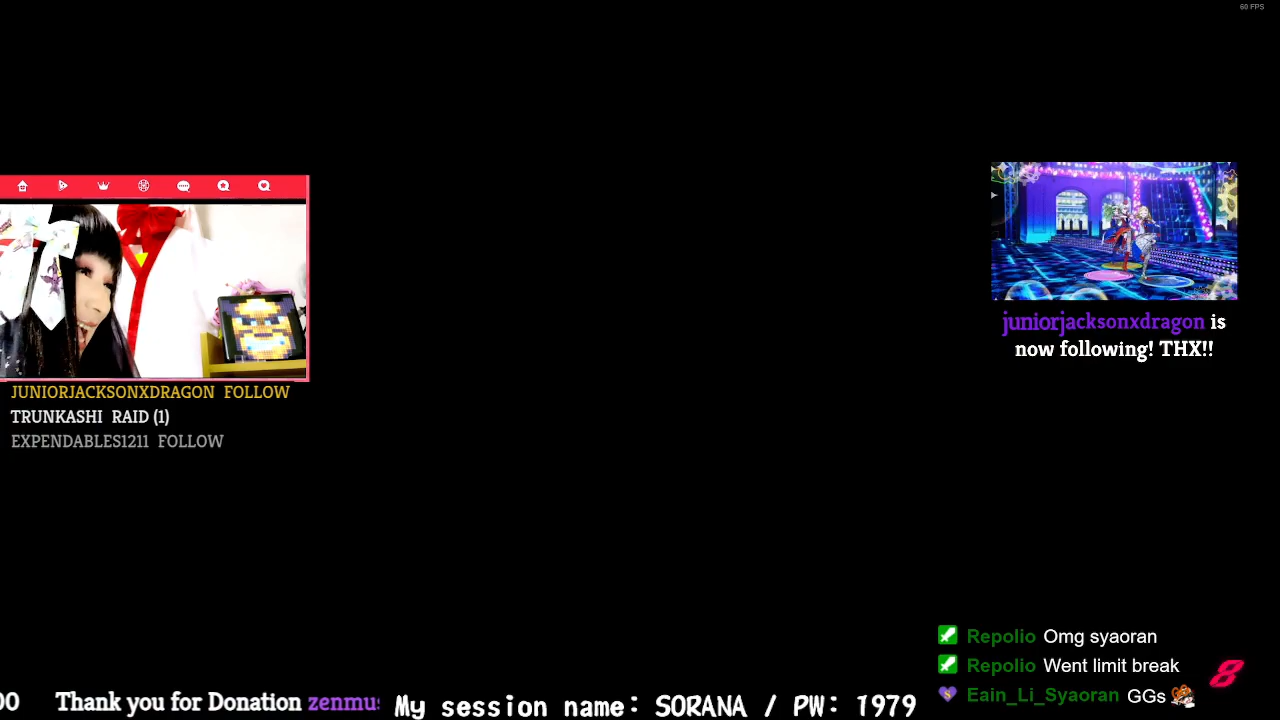 60 FPS
juniorjacksonxdragon is
now following! THX!!
JUNIORJACKSONXDRAGON FOLLOW
TRUNKASHI RAID (1)
EXPENDABLES1211 FOLLOW
Repolio Omg syaoran
Repolio Went limit break
Eain_Li_Syaoran GGs
Thank you for Donation zenmu
My session name: SORANA / PW: 1979